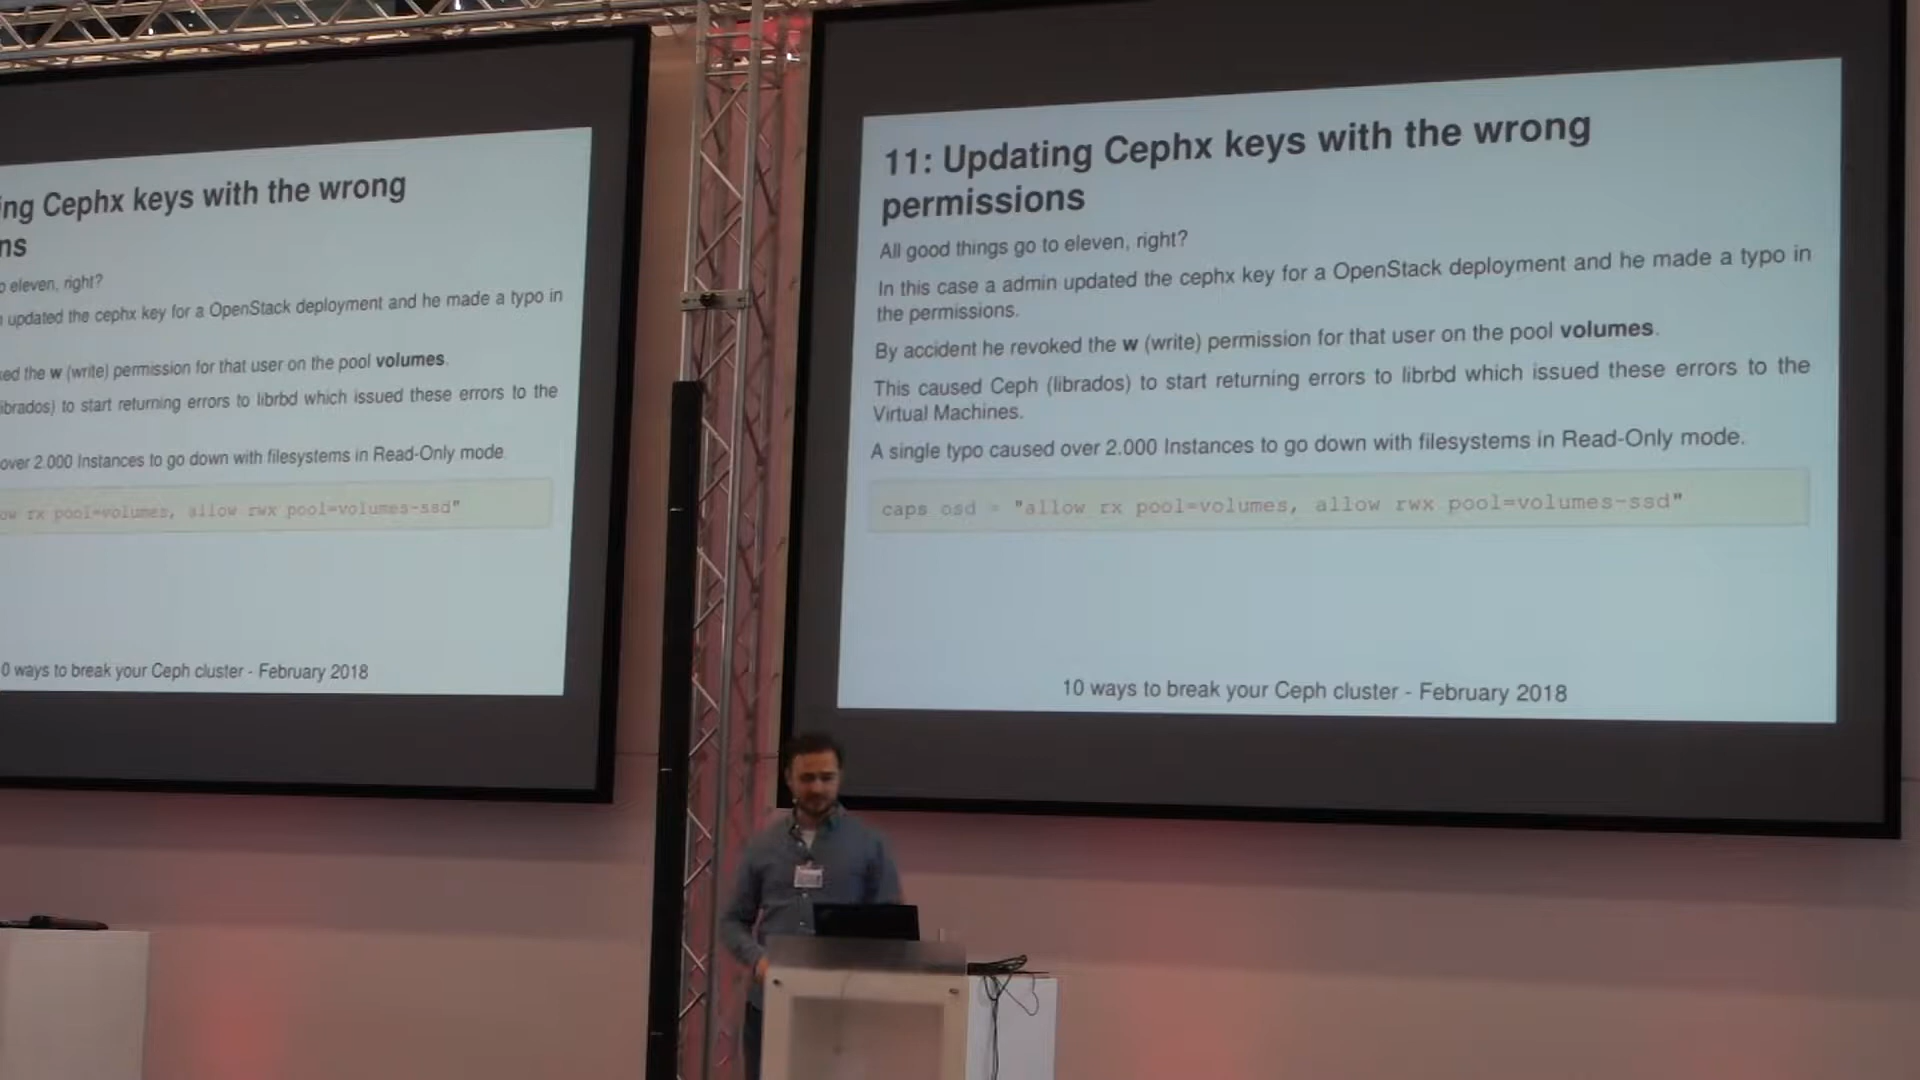 ing Cephx keys with the wrong
ns
o eleven, right?
updated the cephx key for a OpenStack deployment and he made a typo in
ed the w (write) permission for that user on the pool volumes.
ibrados) to start returning errors to librbd which issued these errors to the
over 2.000 Instances to go down with filesystems in Read-Only mode.
ow rx pool=volumes, allow rwx pool=volumes-ssd"
0 ways to break your Ceph cluster - February 2018
11: Updating Cephx keys with the wrong
permissions
All good things go to eleven, right?
In this case a admin updated the cephx key for a OpenStack deployment and he made a typo in
the permissions.
By accident he revoked the w (write) permission for that user on the pool volumes.
This caused Ceph (librados) to start returning errors to librbd which issued these errors to the
Virtual Machines.
A single typo caused over 2.000 Instances to go down with filesystems in Read-Only mode.
caps osd = "allow rx pool=volumes, allow rwx pool=volumes-ssd"
10 ways to break your Ceph cluster - February 2018